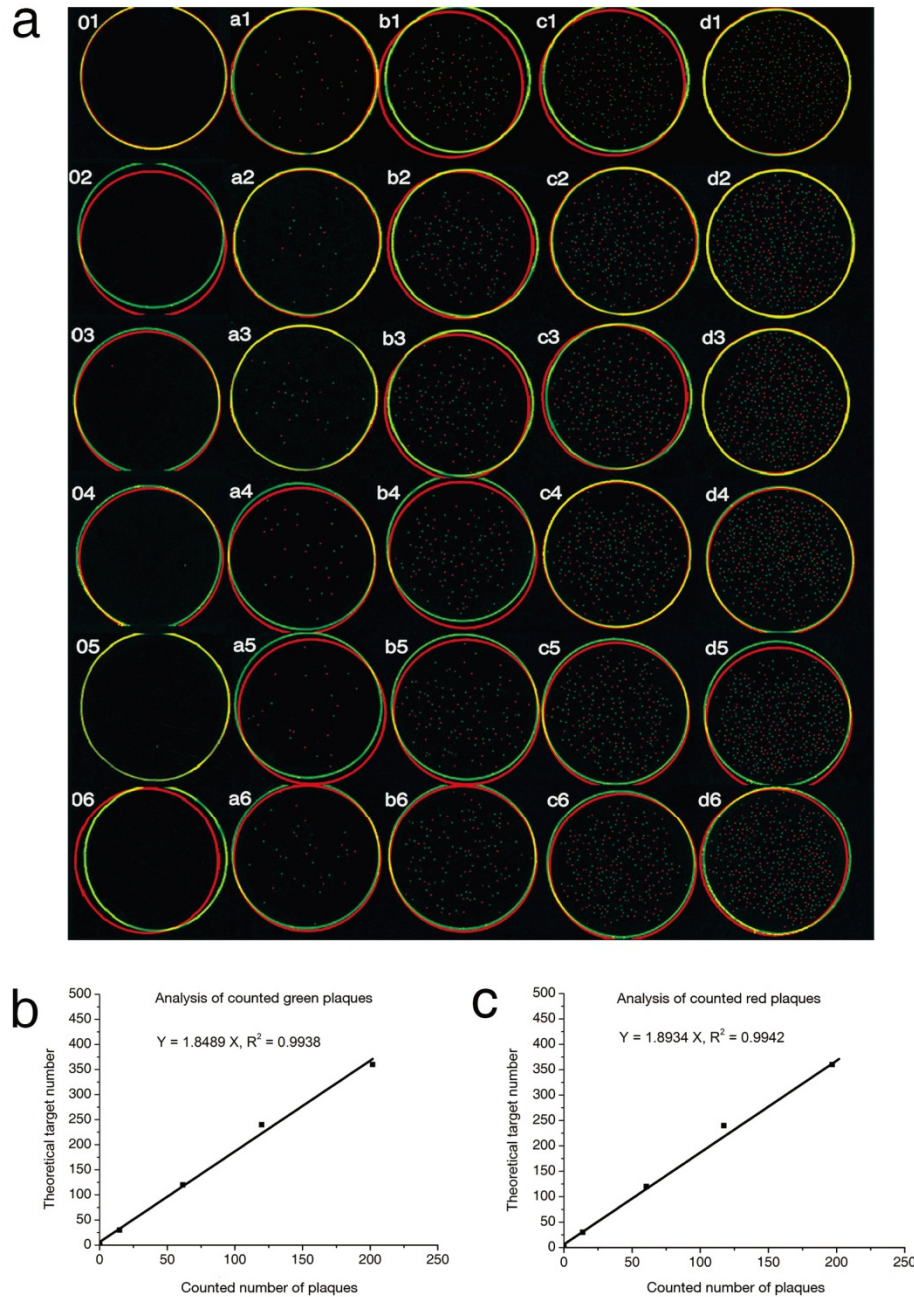 a
01 a1 b1 c1 d1
02 a2 b2 c2 d2
03 a3 b3 c3 d3
04 a4 b4 c4 d4
05 a5 b5 c5 d5
06 a6 b6 c6 d6
b
Analysis of counted green plaques
Y = 1.8489 X, R² = 0.9938
Theoretical target number
500
450
400
350
300
250
200
150
100
50
0
0 50 100 150 200 250
Counted number of plaques
c
Analysis of counted red plaques
Y = 1.8934 X, R² = 0.9942
Theoretical target number
500
450
400
350
300
250
200
150
100
50
0
0 50 100 150 200 250
Counted number of plaques